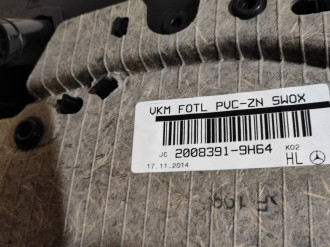 VKM FOTL PVC-ZN SWOX
JC 2008391-9H64 K02
17.11.2014 HL